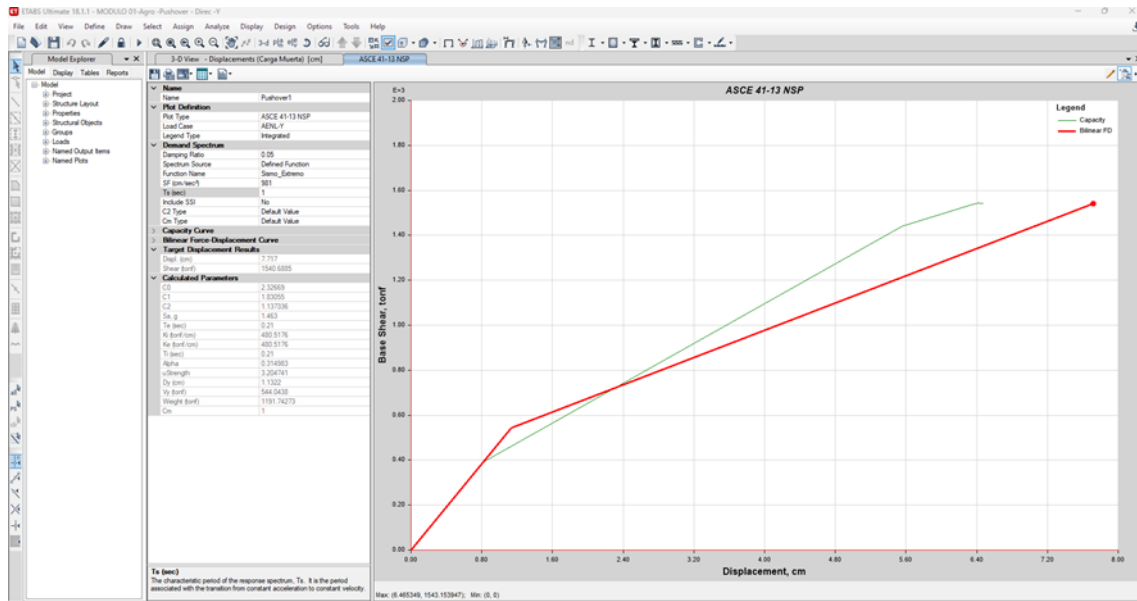 ETABS Ultimate 18.1.1 - MODULO 01-Agro -Pushover - Direc -Y
File Edit View Define Draw Select Assign Analyze Display Design Options Tools Help
Model Explorer
3-D View - Displacements (Carga Muerta) [cm]
ASCE 41-13 NSP
Model Display Tables Reports
Model
Project
Structure Layout
Properties
Structural Objects
Groups
Loads
Named Output Items
Named Plots
Name
Name Pushover1
Plot Definition
Plot Type ASCE 41-13 NSP
Load Case AENL-Y
Legend Type Integrated
Demand Spectrum
Damping Ratio 0.05
Spectrum Source Defined Function
Function Name Sismo_Extremo
SF (cm/sec²) 981
Ts (sec) 1
Include SSI No
C2 Type Default Value
Cm Type Default Value
Capacity Curve
Bilinear Force-Displacement Curve
Target Displacement Results
Displ. (cm) 7.717
Shear (tonf) 1540.6885
Calculated Parameters
C0 2.32669
C1 1.83055
C2 1.137036
Sa, g 1.463
Te (sec) 0.21
Ki (tonf/cm) 480.5176
Ke (tonf/cm) 480.5176
Ti (sec) 0.21
Alpha 0.314983
uStrength 3.204741
Dy (cm) 1.1322
Vy (tonf) 544.0438
Weight (tonf) 1191.74273
Cm 1
Ts (sec)
The characteristic period of the response spectrum, Ts. It is the period
associated with the transition from constant acceleration to constant velocity.
ASCE 41-13 NSP
E+3
Legend
Capacity
Bilinear FD
2.00
1.80
1.60
1.40
1.20
1.00
0.80
0.60
0.40
0.20
0.00
Base Shear, tonf
0.00 0.80 1.60 2.40 3.20 4.00 4.80 5.60 6.40 7.20 8.00
Displacement, cm
Max: (6.465349, 1543.153947); Min: (0, 0)